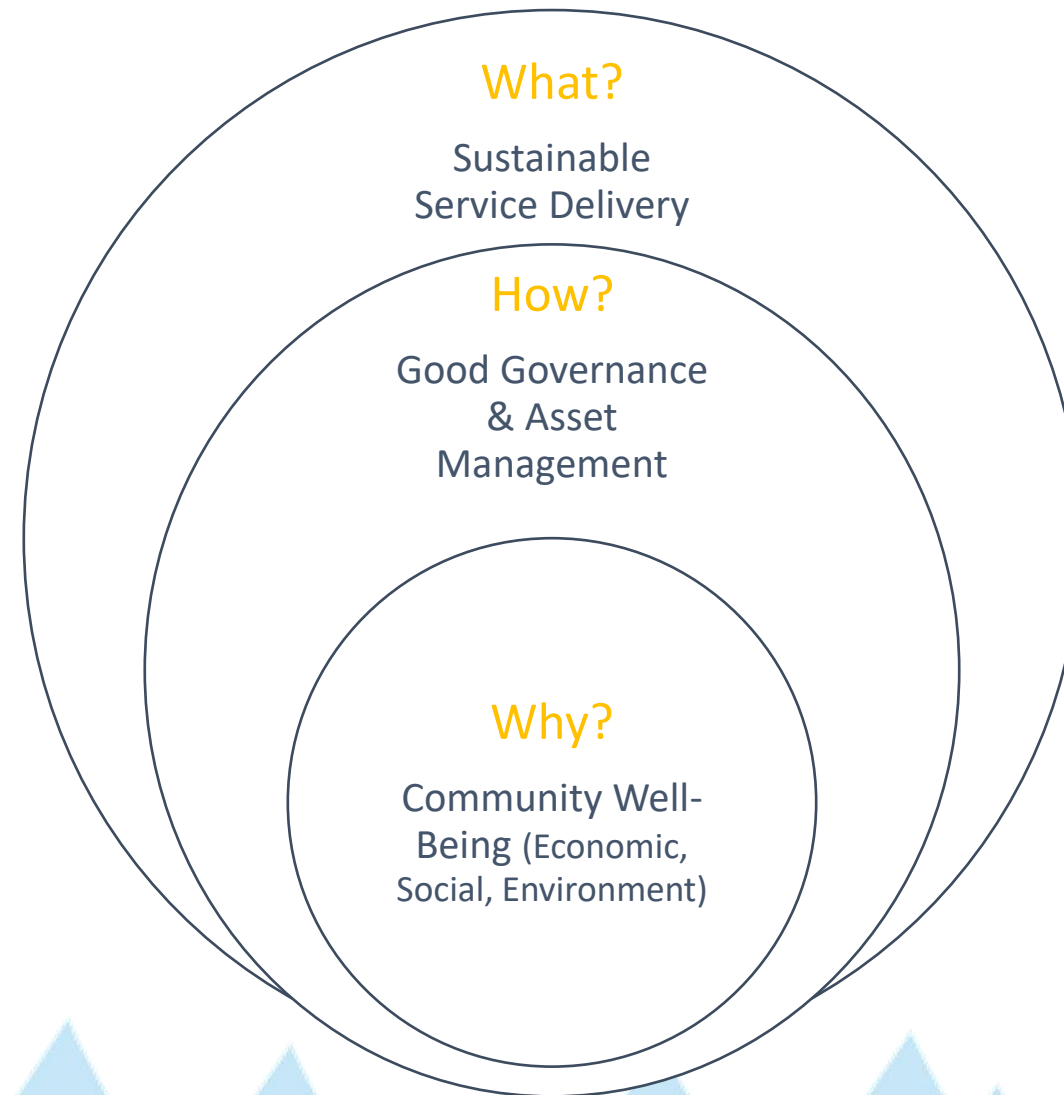 What?
Sustainable
Service Delivery
How?
Good Governance
& Asset
Management
Why?
Community Well-
Being (Economic,
Social, Environment)